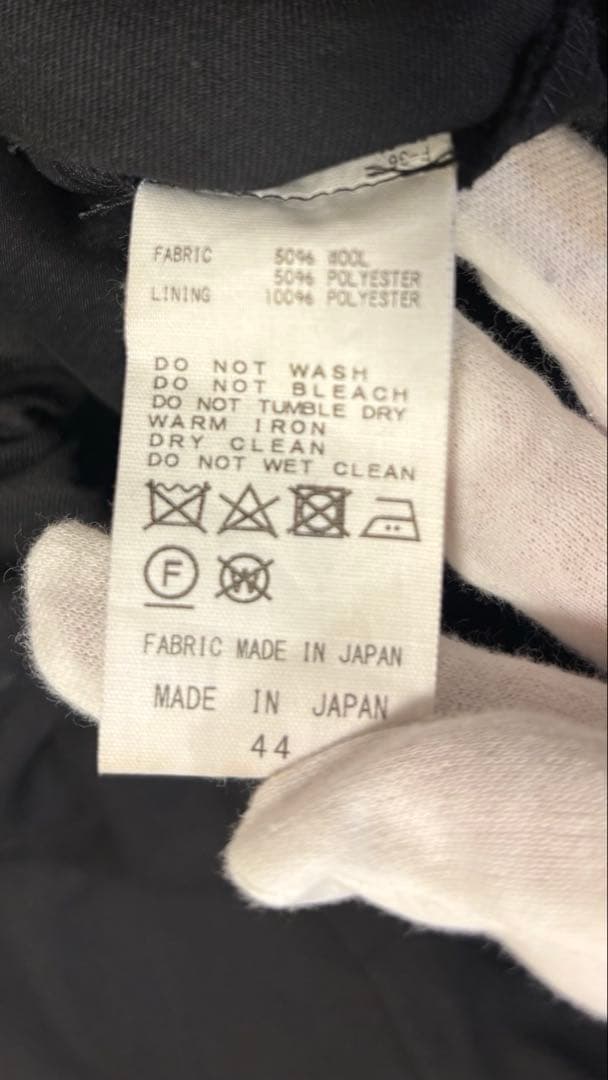 FABRIC 50% WOOL
50% POLYESTER
LINING 100% POLYESTER
DO NOT WASH
DO NOT BLEACH
DO NOT TUMBLE DRY
WARM IRON
DRY CLEAN
DO NOT WET CLEAN
F W
FABRIC MADE IN JAPAN
MADE IN JAPAN
44